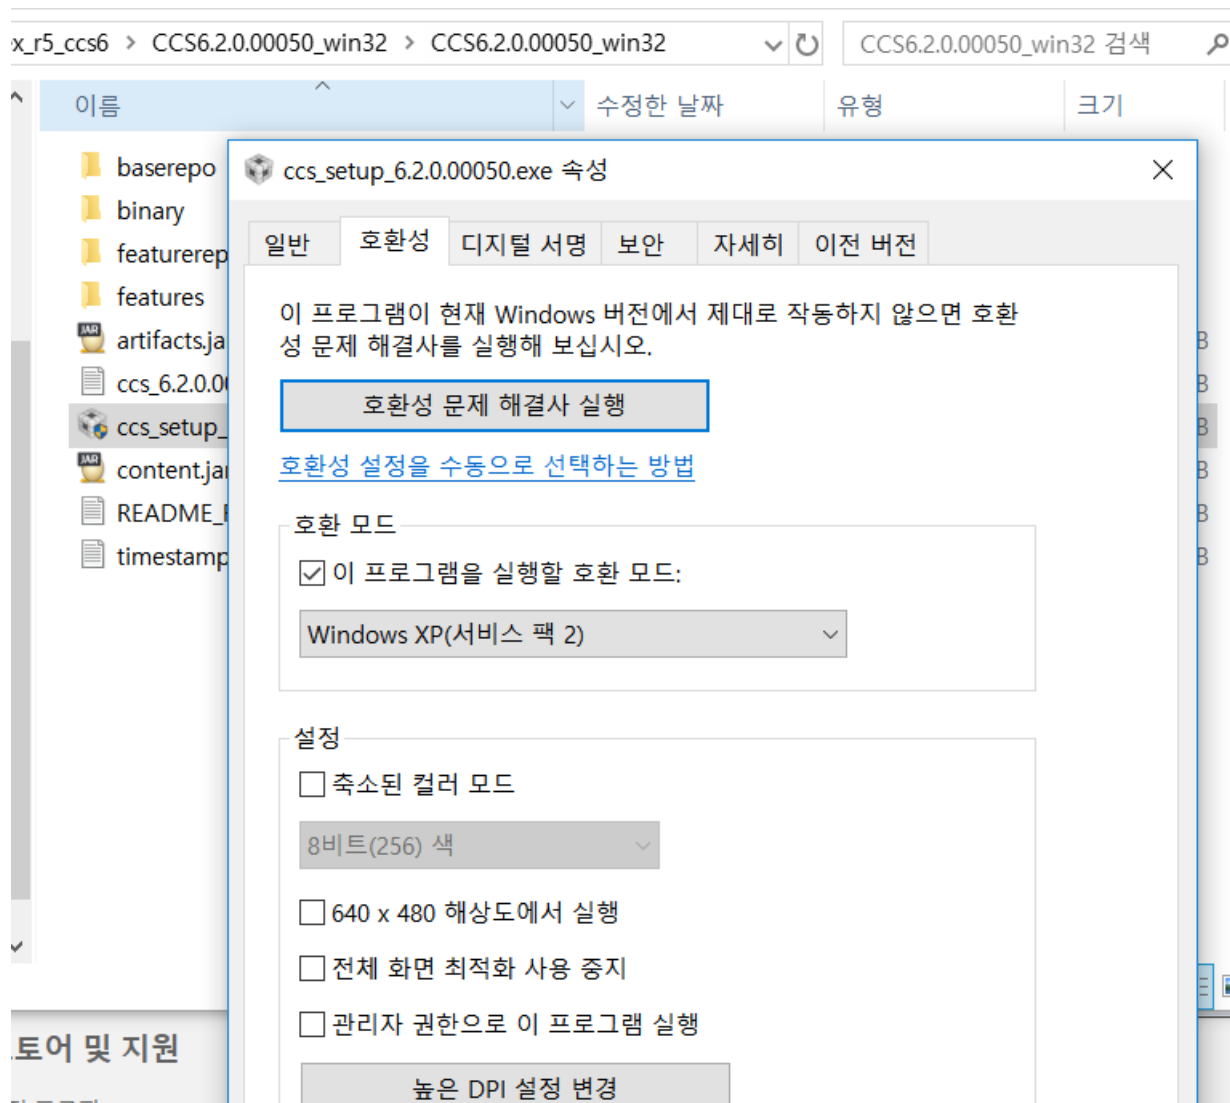 x_r5_ccs6 > CCS6.2.0.00050_win32 > CCS6.2.0.00050_win32
CCS6.2.0.00050_win32 검색
이름 수정한 날짜 유형 크기
baserepo
binary
featurerep
features
artifacts.ja
ccs_6.2.0.0
ccs_setup_
content.jar
README_
timestamp
ccs_setup_6.2.0.00050.exe 속성
일반 호환성 디지털 서명 보안 자세히 이전 버전
이 프로그램이 현재 Windows 버전에서 제대로 작동하지 않으면 호환
성 문제 해결사를 실행해 보십시오.
호환성 문제 해결사 실행
호환성 설정을 수동으로 선택하는 방법
호환 모드
이 프로그램을 실행할 호환 모드:
Windows XP(서비스 팩 2)
설정
축소된 컬러 모드
8비트(256) 색
640 x 480 해상도에서 실행
전체 화면 최적화 사용 중지
관리자 권한으로 이 프로그램 실행
높은 DPI 설정 변경
토어 및 지원